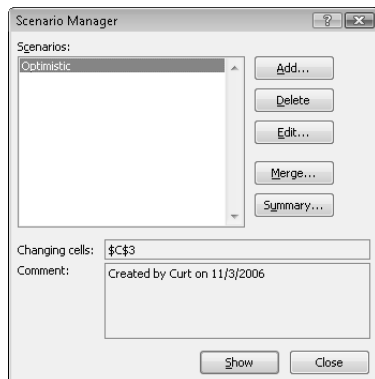 Scenario Manager
Scenarios:
Optimistic
Add...
Delete
Edit...
Merge...
Summary...
Changing cells: $C$3
Comment: Created by Curt on 11/3/2006
Show Close